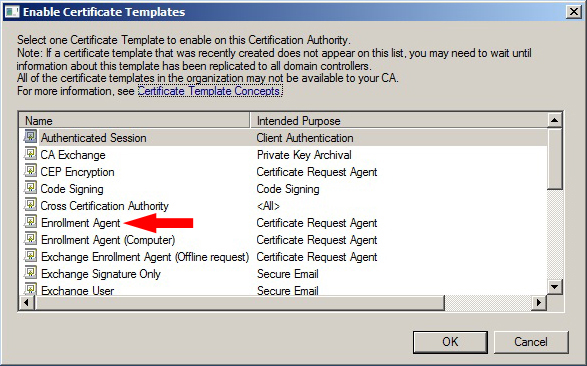 Enable Certificate Templates
Select one Certificate Template to enable on this Certification Authority.
Note: If a certificate template that was recently created does not appear on this list, you may need to wait until
information about this template has been replicated to all domain controllers.
All of the certificate templates in the organization may not be available to your CA.
For more information, see Certificate Template Concepts.
Name Intended Purpose
Authenticated Session Client Authentication
CA Exchange Private Key Archival
CEP Encryption Certificate Request Agent
Code Signing Code Signing
Cross Certification Authority <All>
Enrollment Agent Certificate Request Agent
Enrollment Agent (Computer) Certificate Request Agent
Exchange Enrollment Agent (Offline request) Certificate Request Agent
Exchange Signature Only Secure Email
Exchange User Secure Email
OK Cancel